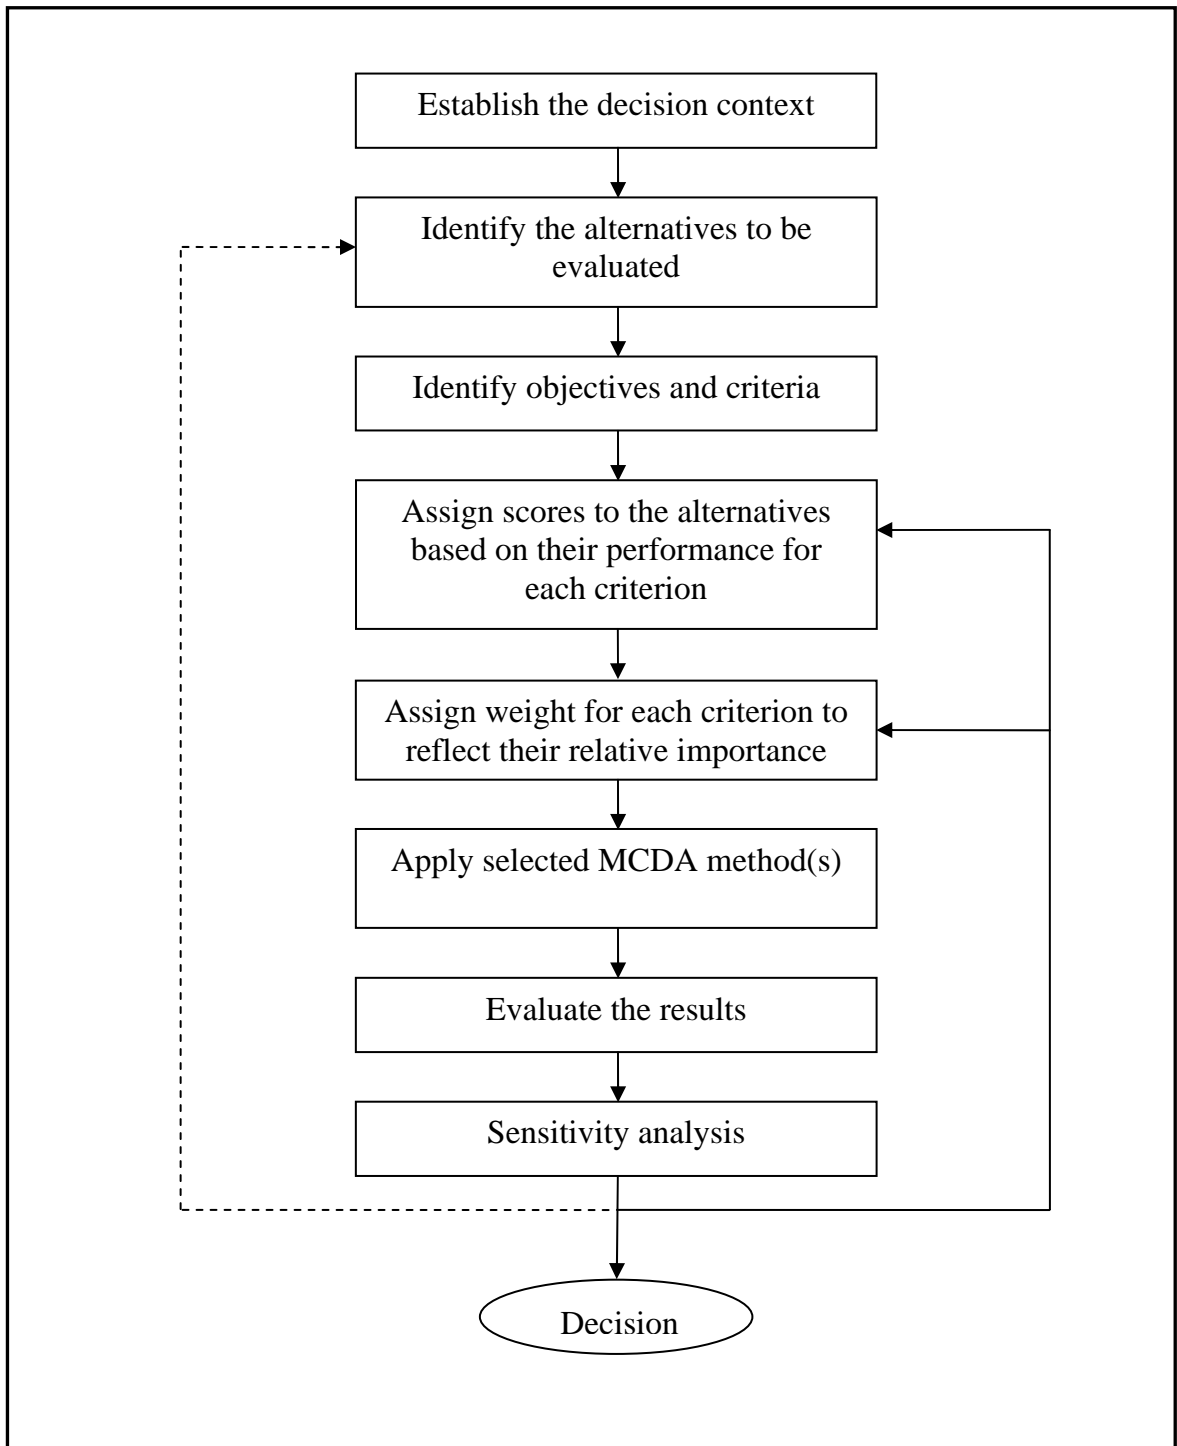 Establish the decision context
Identify the alternatives to be
evaluated
Identify objectives and criteria
Assign scores to the alternatives
based on their performance for
each criterion
Assign weight for each criterion to
reflect their relative importance
Apply selected MCDA method(s)
Evaluate the results
Sensitivity analysis
Decision